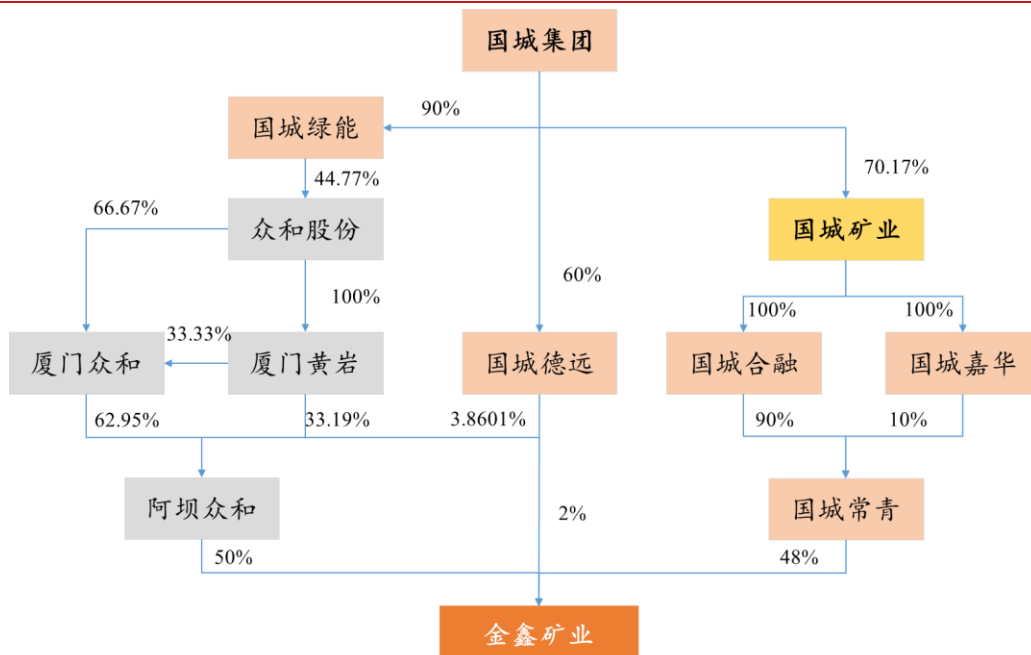 国城集团
90%
国城绿能
44.77%
70.17%
66.67%
众和股份
国城矿业
100%
60%
100%
100%
33.33%
厦门众和
厦门黄岩
国城德远
国城合融
国城嘉华
62.95%
33.19%
3.8601%
90%
10%
阿坝众和
2%
国城常青
50%
48%
金鑫矿业